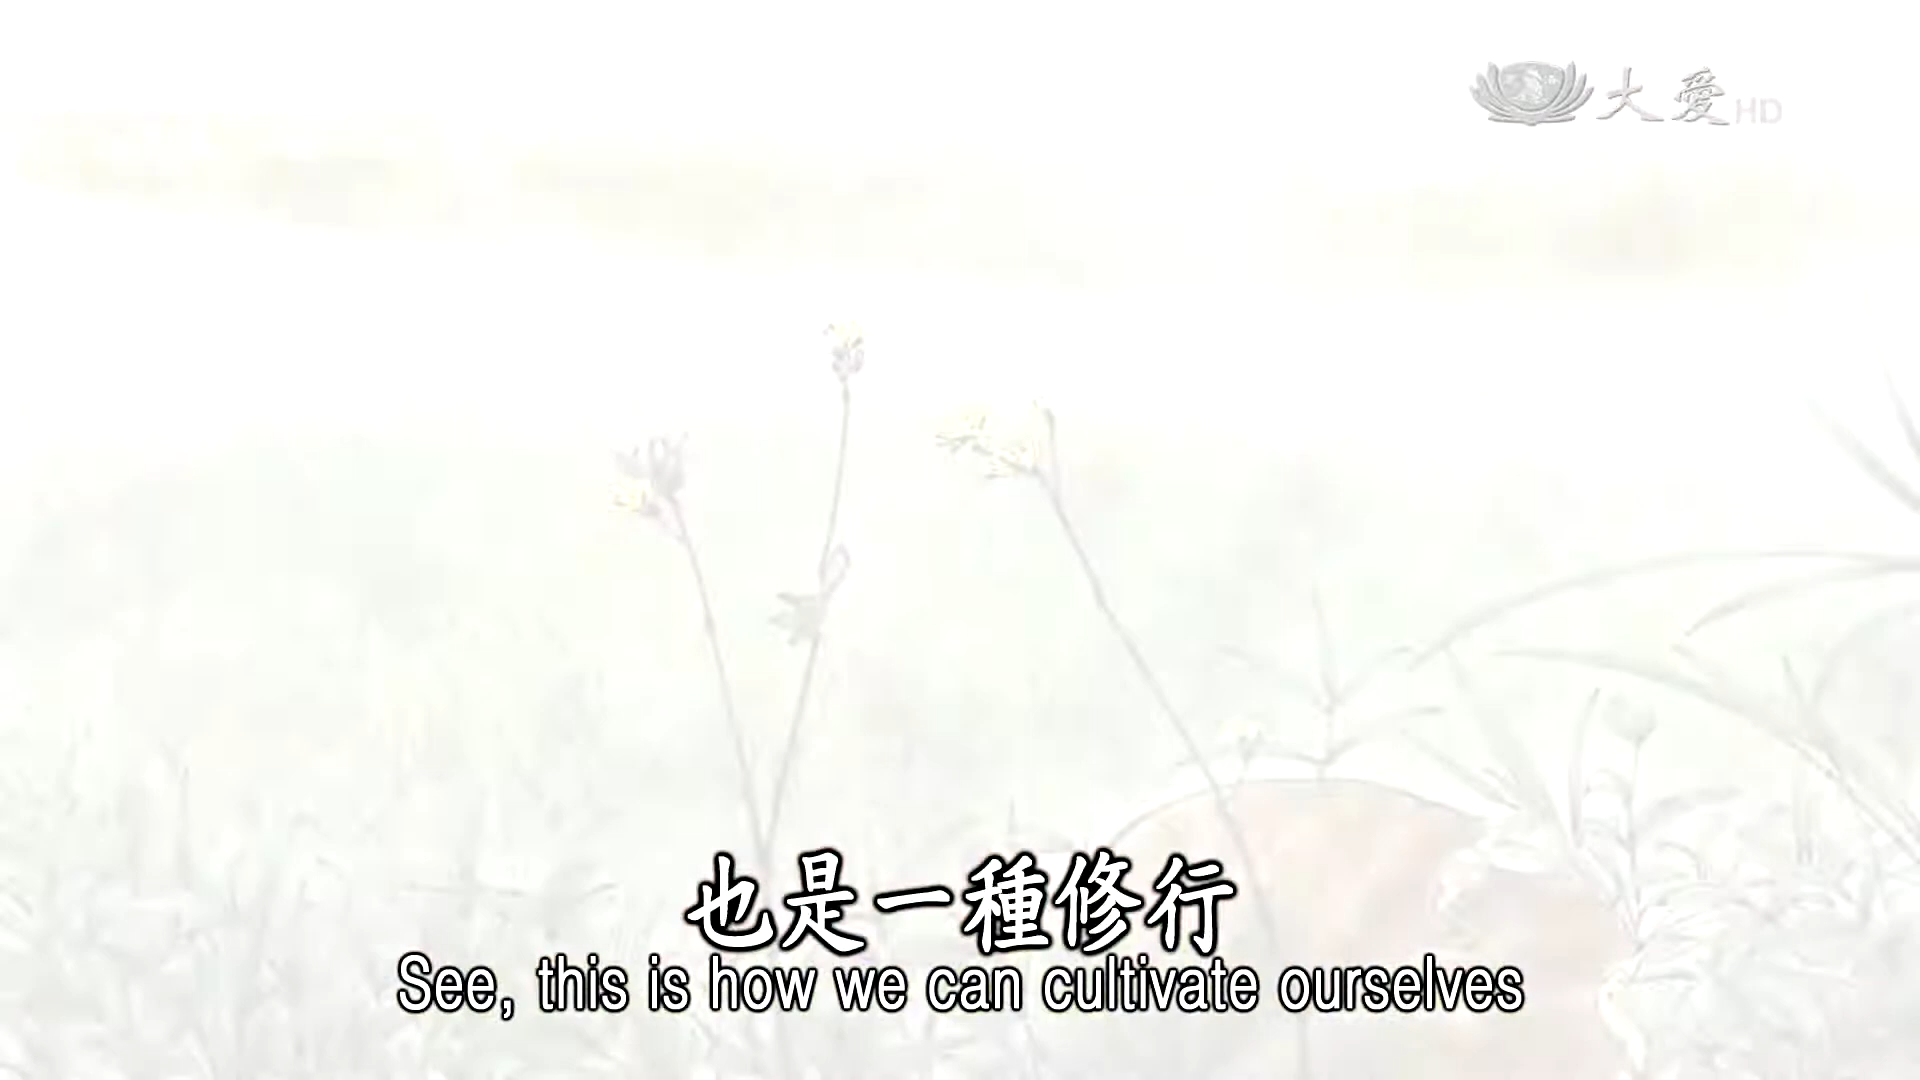 大愛HD
也是一種修行
See, this is how we can cultivate ourselves